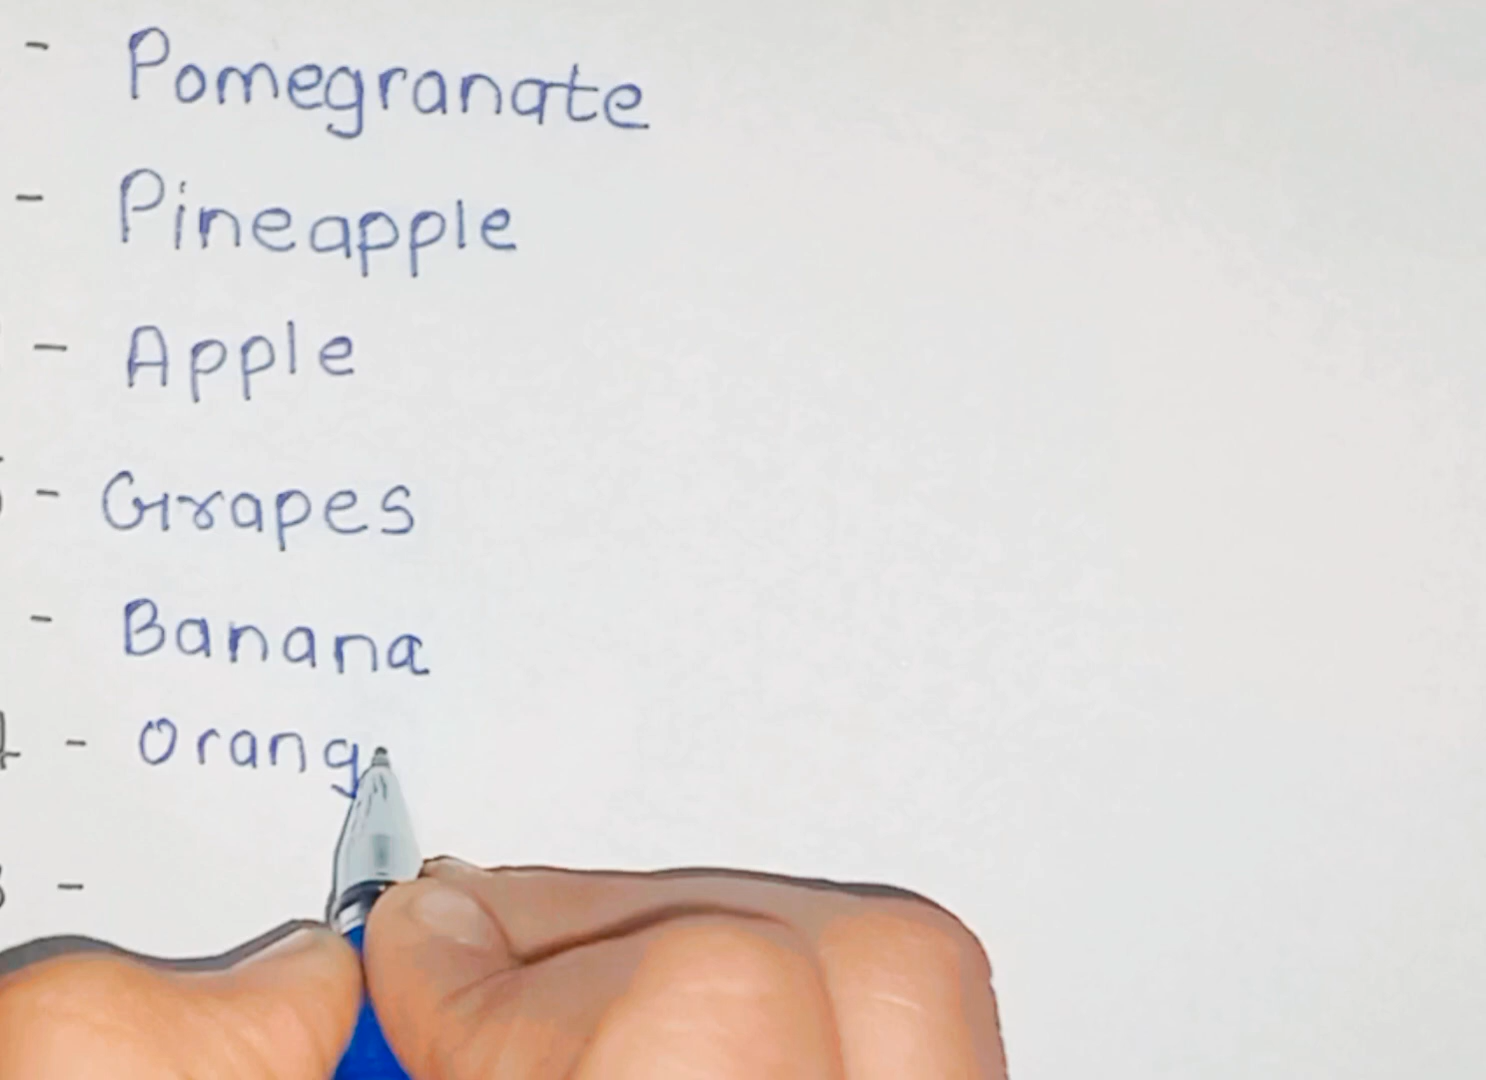 - Pomegranate
- Pineapple
- Apple
- Grapes
- Banana
- Orang
-